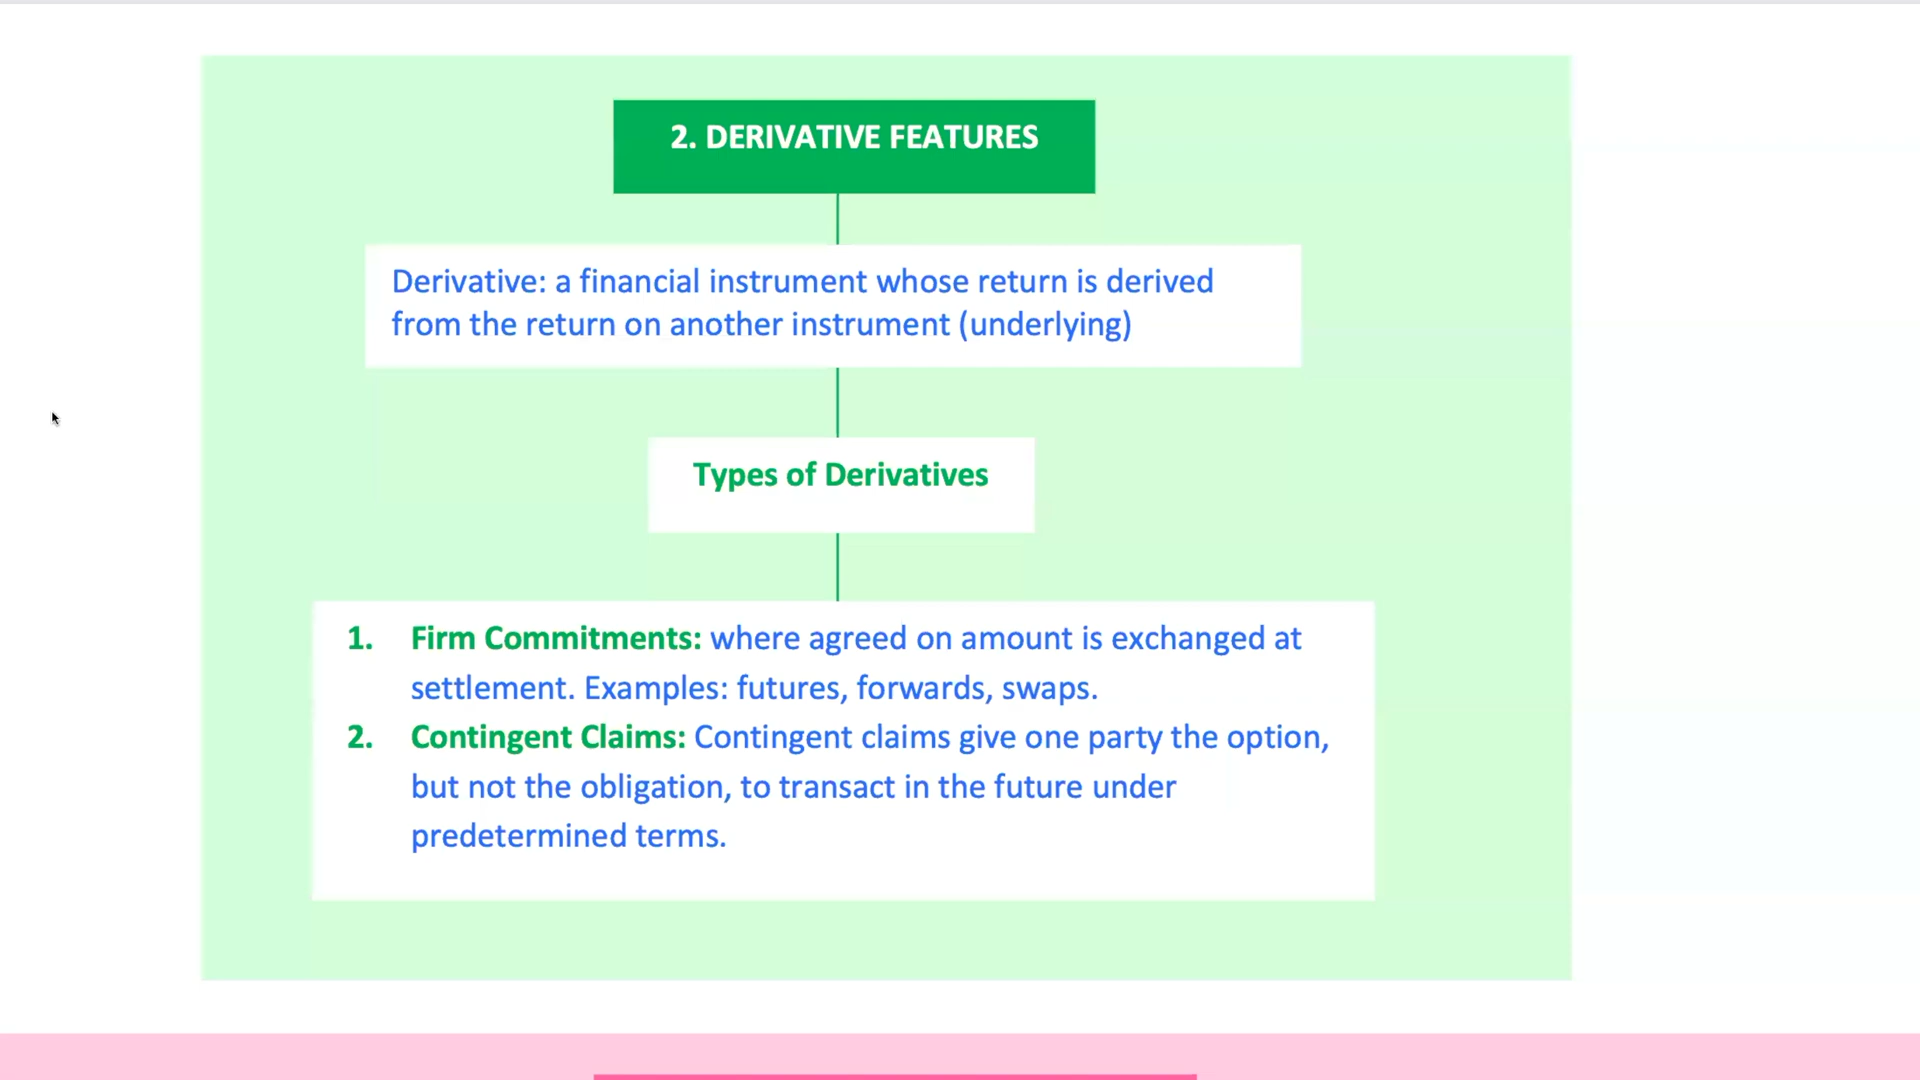 2. DERIVATIVE FEATURES
Derivative: a financial instrument whose return is derived
from the return on another instrument (underlying)
Types of Derivatives
1. Firm Commitments: where agreed on amount is exchanged at
settlement. Examples: futures, forwards, swaps.
2. Contingent Claims: Contingent claims give one party the option,
but not the obligation, to transact in the future under
predetermined terms.